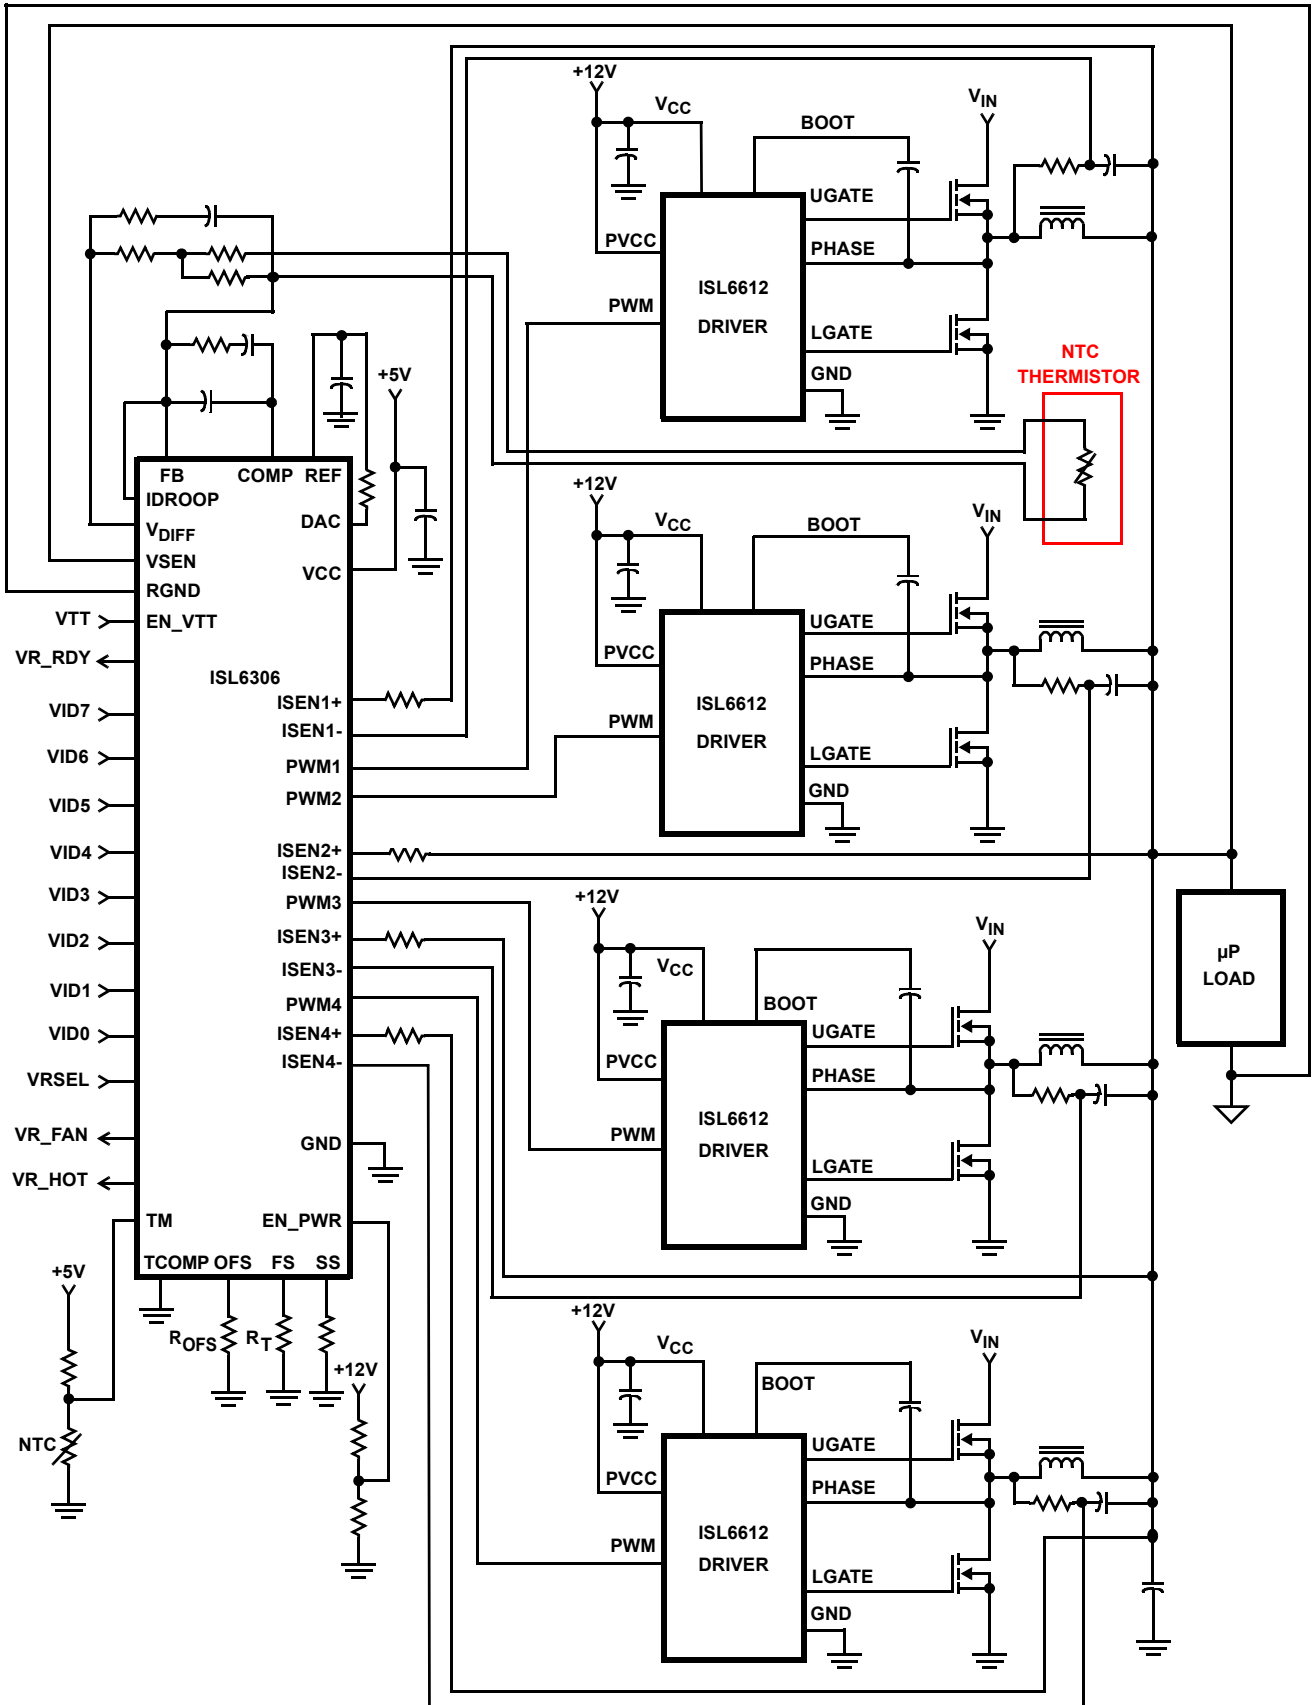 +12V
VCC
BOOT
VIN
UGATE
PVCC
PHASE
ISL6612
DRIVER
PWM
LGATE
GND
NTC
THERMISTOR
+5V
FB
COMP
REF
IDROOP
DAC
VDIFF
VSEN
VCC
RGND
VTT
EN_VTT
VR_RDY
ISL6306
ISEN1+
VID7
ISEN1-
VID6
PWM1
PWM2
VID5
VID4
ISEN2+
ISEN2-
VID3
PWM3
VID2
ISEN3+
ISEN3-
VID1
PWM4
VID0
ISEN4+
ISEN4-
VRSEL
VR_FAN
GND
VR_HOT
TM
EN_PWR
TCOMP
OFS
FS
SS
+5V
ROFS
RT
+12V
NTC
+12V
VCC
BOOT
VIN
UGATE
PVCC
PHASE
ISL6612
DRIVER
PWM
LGATE
GND
+12V
VCC
BOOT
VIN
UGATE
PVCC
PHASE
ISL6612
DRIVER
PWM
LGATE
GND
µP
LOAD
+12V
VCC
BOOT
VIN
UGATE
PVCC
PHASE
ISL6612
DRIVER
PWM
LGATE
GND